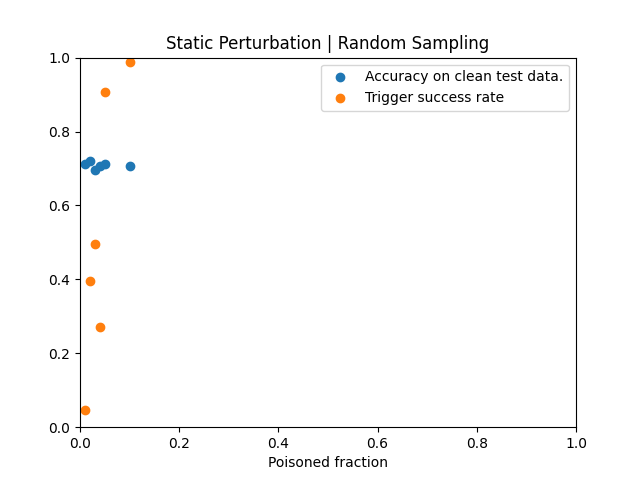 Static Perturbation | Random Sampling
1.0
0.8
0.6
0.4
0.2
0.0
Accuracy on clean test data.
Trigger success rate
0.0 0.2 0.4 0.6 0.8 1.0
Poisoned fraction